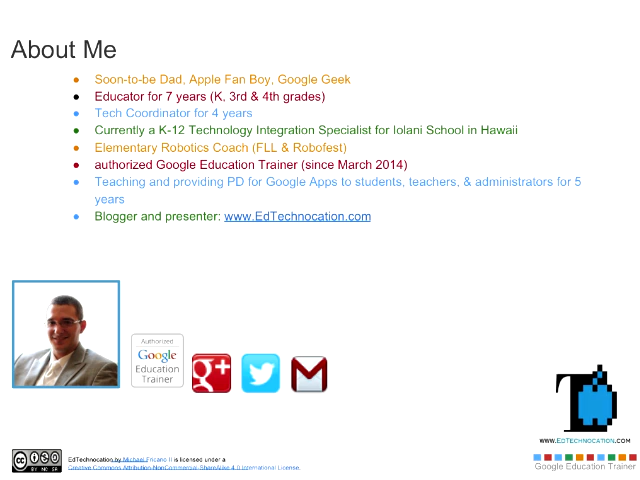 About Me
Soon-to-be Dad, Apple Fan Boy, Google Geek
Educator for 7 years (K, 3rd & 4th grades)
Tech Coordinator for 4 years
Currently a K-12 Technology Integration Specialist for Iolani School in Hawaii
Elementary Robotics Coach (FLL & Robofest)
authorized Google Education Trainer (since March 2014)
Teaching and providing PD for Google Apps to students, teachers, & administrators for 5
years
Blogger and presenter: www.EdTechnocation.com
Authorized
Google
Education
Trainer
g+
WWW.EDTECHNOCATION.COM
Google Education Trainer
cc
BY NC SA
EdTechnocation by Michael Fricano II is licensed under a
Creative Commons Attribution-NonCommercial-ShareAlike 4.0 International License.